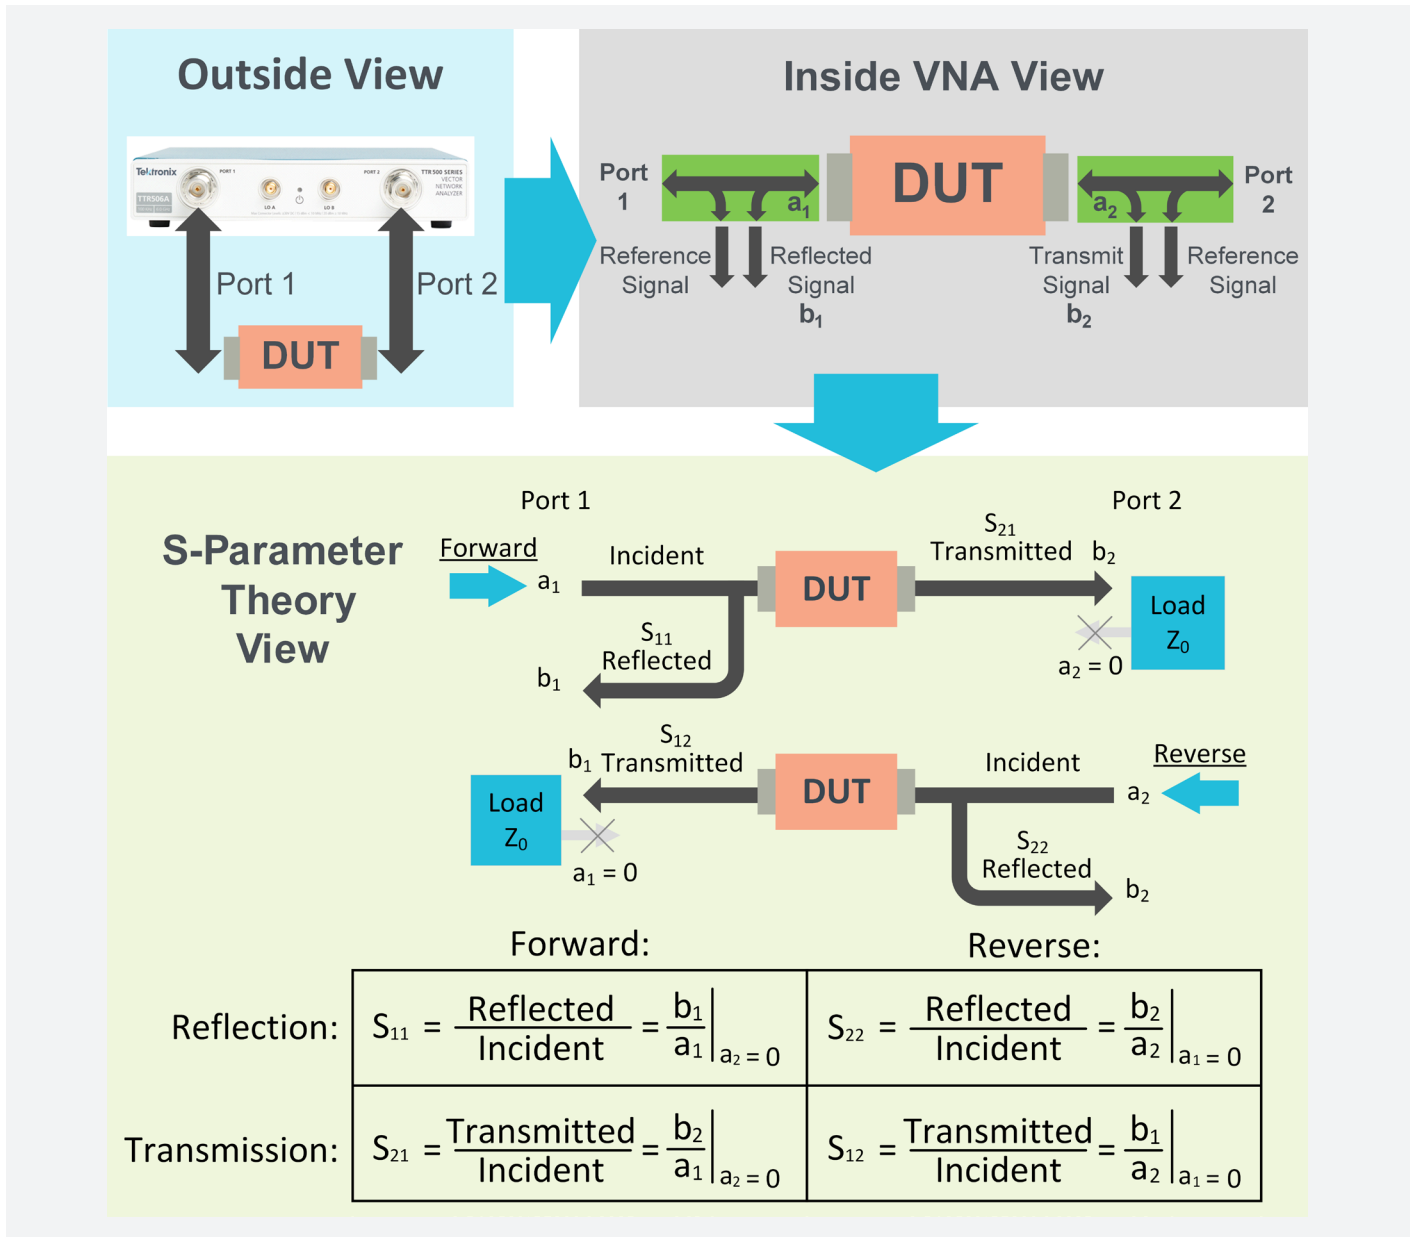 Outside View
Tektronix
PORT 1
PORT 2
TTR500 SERIES
VECTOR
NETWORK
ANALYZER
TTR506A
LO A
LO B
Port 1
Port 2
DUT
Inside VNA View
Port
1
a₁
DUT
a₂
Port
2
Reference
Signal
Reflected
Signal
b₁
Transmit
Signal
b₂
Reference
Signal
S-Parameter
Theory
View
Port 1
Port 2
Forward
a₁
Incident
DUT
S₂₁
Transmitted
b₂
Load
Z₀
a₂ = 0
S₁₁
Reflected
b₁
S₁₂
b₁ Transmitted
DUT
Incident
Reverse
a₂
Load
Z₀
a₁ = 0
S₂₂
Reflected
b₂
Forward:
Reverse:
Reflection:
S₁₁ = Reflected / Incident = b₁ / a₁ | a₂ = 0
S₂₂ = Reflected / Incident = b₂ / a₂ | a₁ = 0
Transmission:
S₂₁ = Transmitted / Incident = b₂ / a₁ | a₂ = 0
S₁₂ = Transmitted / Incident = b₁ / a₂ | a₁ = 0